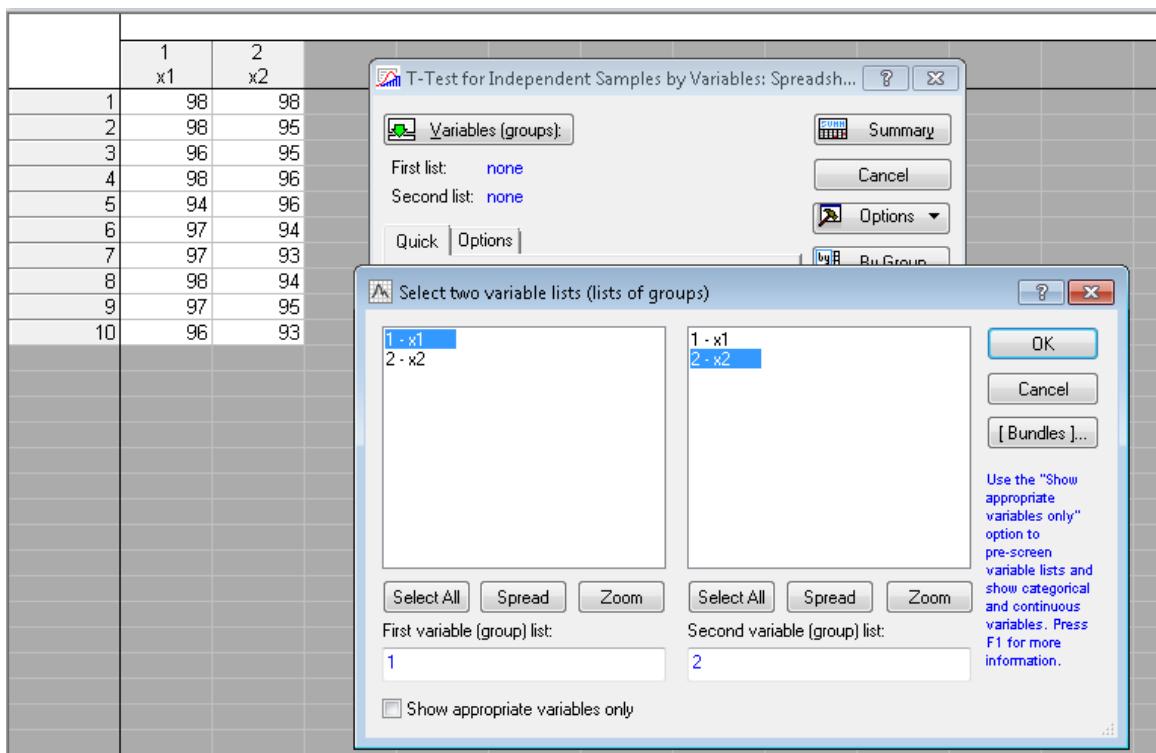 1 2
x1 x2
1 98 98
2 98 95
3 96 95
4 98 96
5 94 96
6 97 94
7 97 93
8 98 94
9 97 95
10 96 93
T-Test for Independent Samples by Variables: Spreadsh...
Variables (groups):
Summary
First list: none
Cancel
Second list: none
Options
Quick Options
By Group
Select two variable lists (lists of groups)
1 - x1
2 - x2
1 - x1
2 - x2
OK
Cancel
[ Bundles ]...
Use the "Show
appropriate
variables only"
option to
pre-screen
variable lists and
show categorical
and continuous
variables. Press
F1 for more
information.
Select All Spread Zoom
Select All Spread Zoom
First variable (group) list:
Second variable (group) list:
1
2
Show appropriate variables only